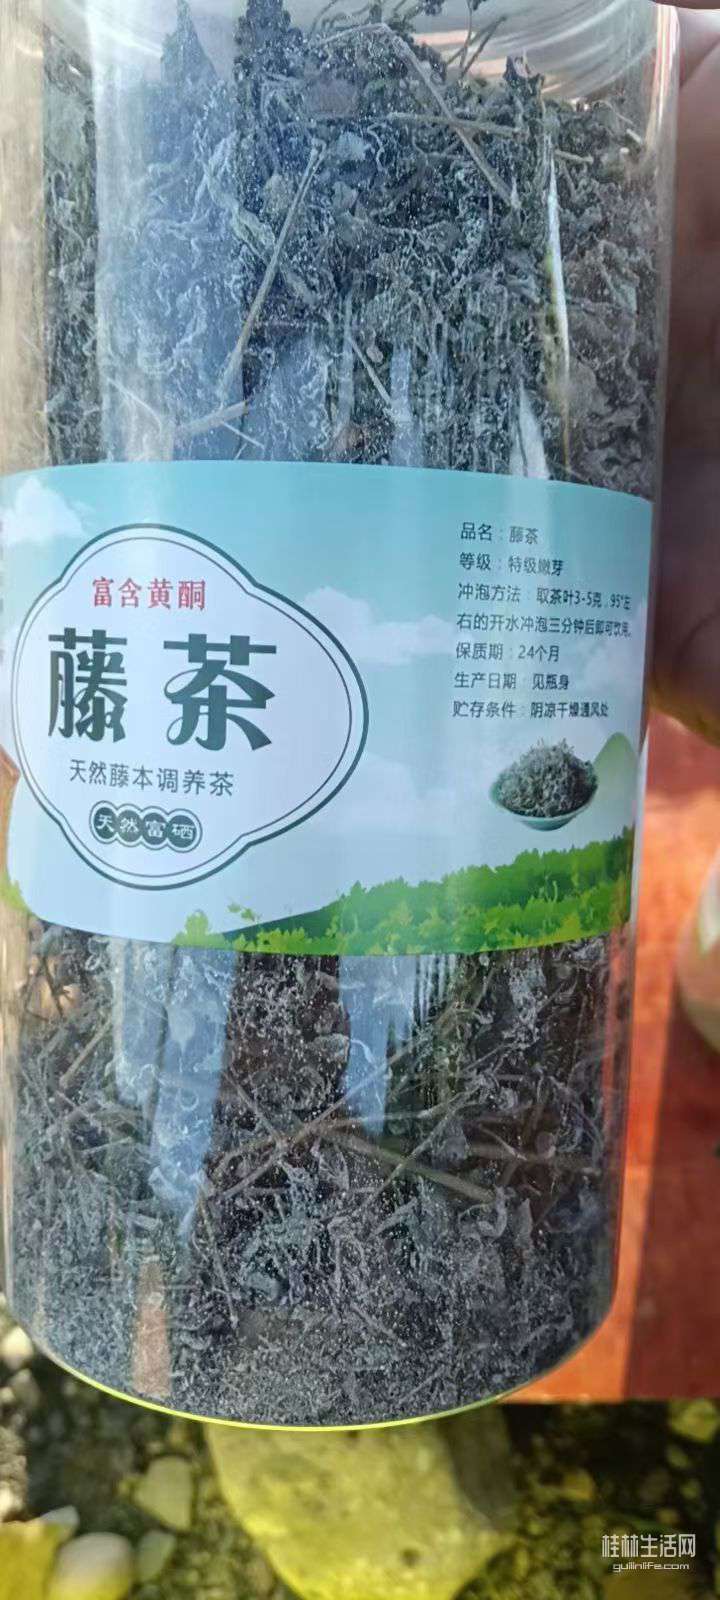 富含黄酮
藤茶
天然藤本调养茶
天然富硒
品名：藤茶
等级：特级嫩芽
冲泡方法：取茶叶3-5克，95°左
右的开水冲泡三分钟后即可饮用。
保质期：24个月
生产日期：见瓶身
贮存条件：阴凉干燥通风处
桂林生活网
guilinlife.com